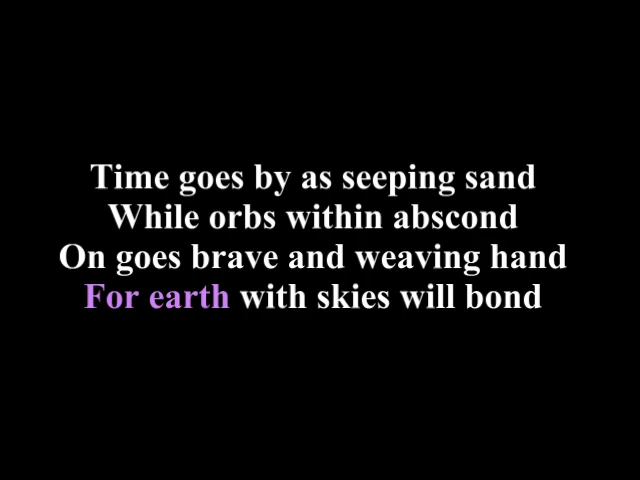 Time goes by as seeping sand
While orbs within abscond
On goes brave and weaving hand
For earth with skies will bond